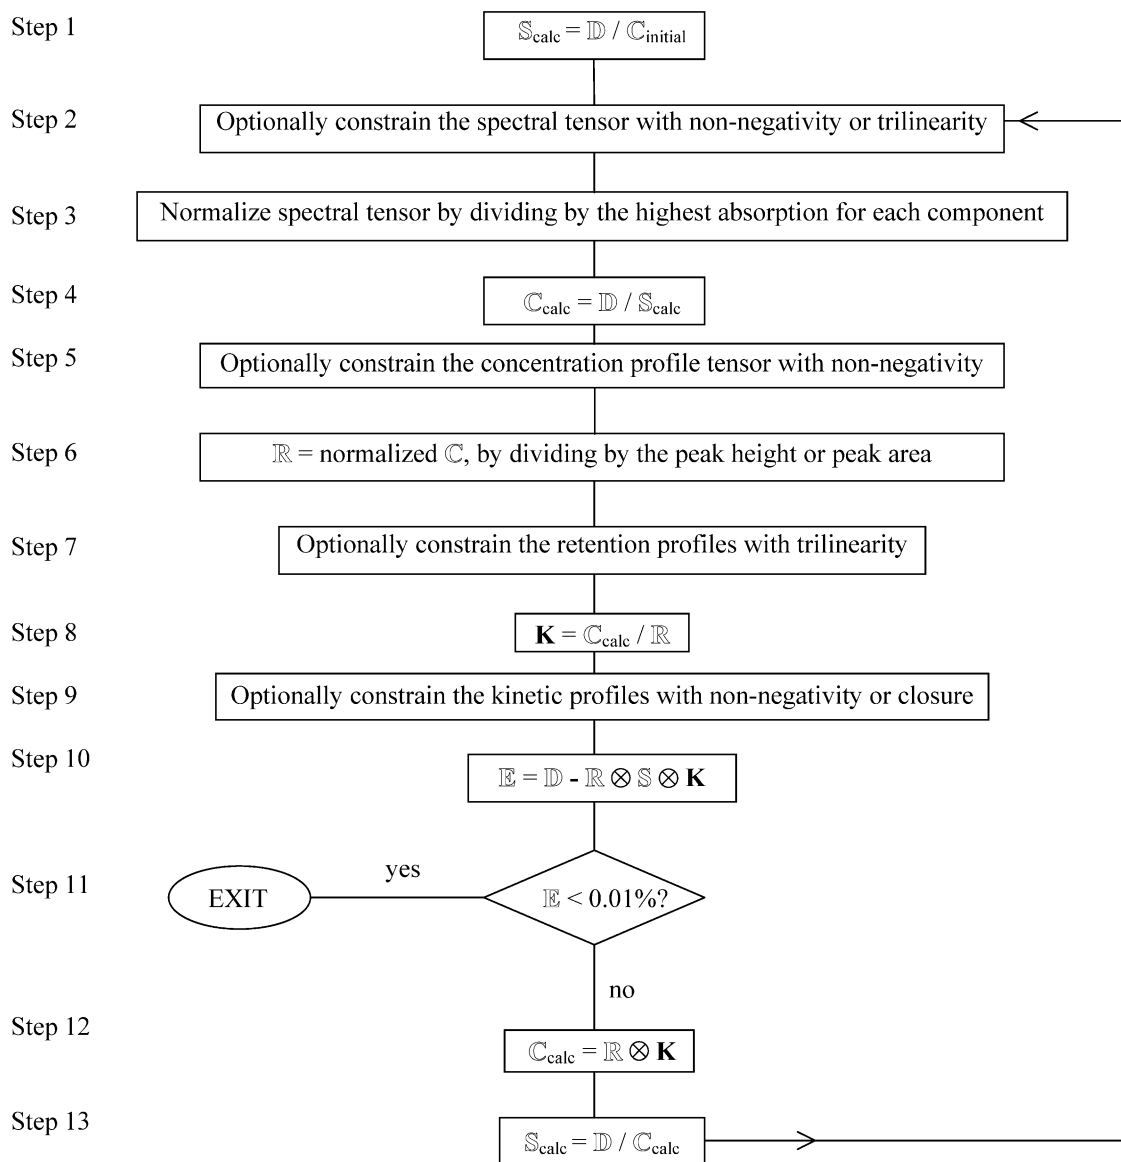 Step 1
𝕊calc = 𝔻 / ℂinitial
Step 2
Optionally constrain the spectral tensor with non-negativity or trilinearity
Step 3
Normalize spectral tensor by dividing by the highest absorption for each component
Step 4
ℂcalc = 𝔻 / 𝕊calc
Step 5
Optionally constrain the concentration profile tensor with non-negativity
Step 6
ℝ = normalized ℂ, by dividing by the peak height or peak area
Step 7
Optionally constrain the retention profiles with trilinearity
Step 8
K = ℂcalc / ℝ
Step 9
Optionally constrain the kinetic profiles with non-negativity or closure
Step 10
𝔼 = 𝔻 - ℝ ⊗ 𝕊 ⊗ K
Step 11
EXIT
yes
𝔼 < 0.01%?
no
Step 12
ℂcalc = ℝ ⊗ K
Step 13
𝕊calc = 𝔻 / ℂcalc